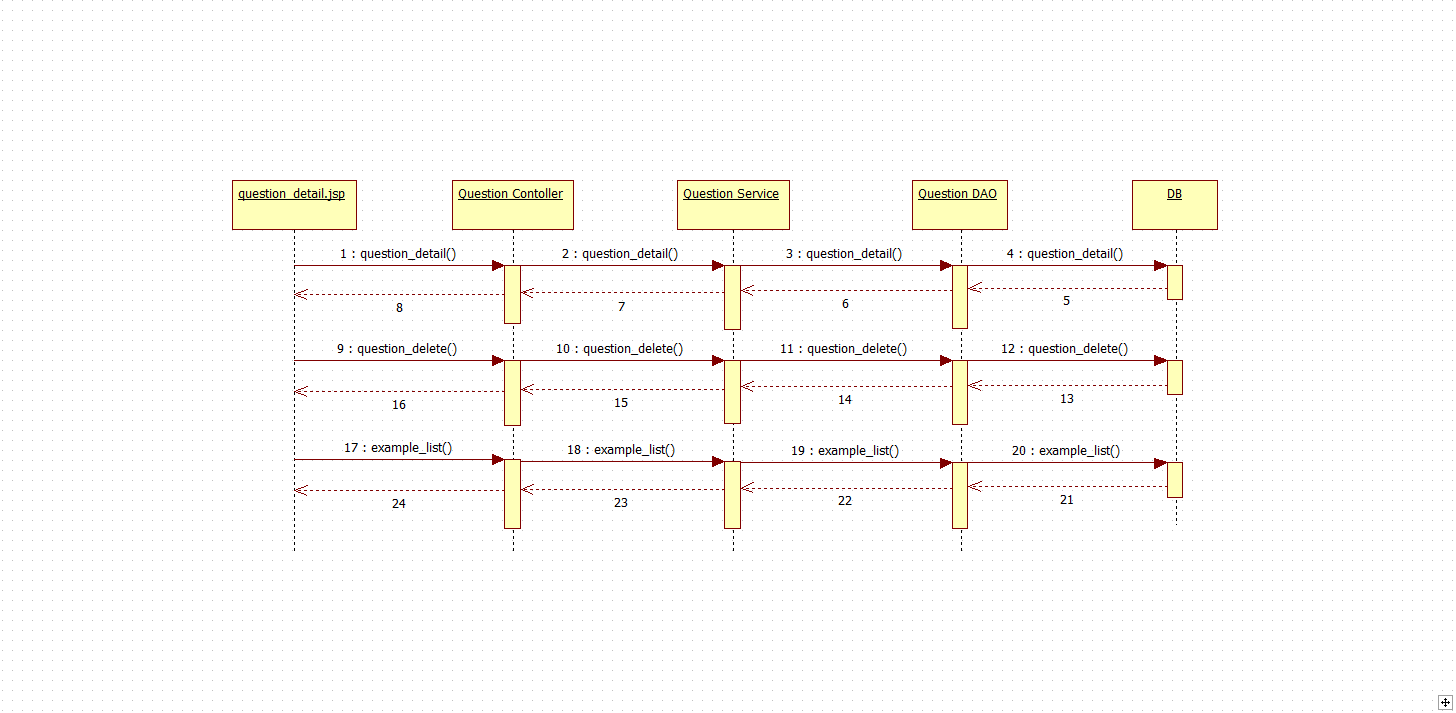 question_detail.jsp
Question Contoller
Question Service
Question DAO
DB
1 : question_detail()
2 : question_detail()
3 : question_detail()
4 : question_detail()
8
7
6
5
9 : question_delete()
10 : question_delete()
11 : question_delete()
12 : question_delete()
16
15
14
13
17 : example_list()
18 : example_list()
19 : example_list()
20 : example_list()
24
23
22
21